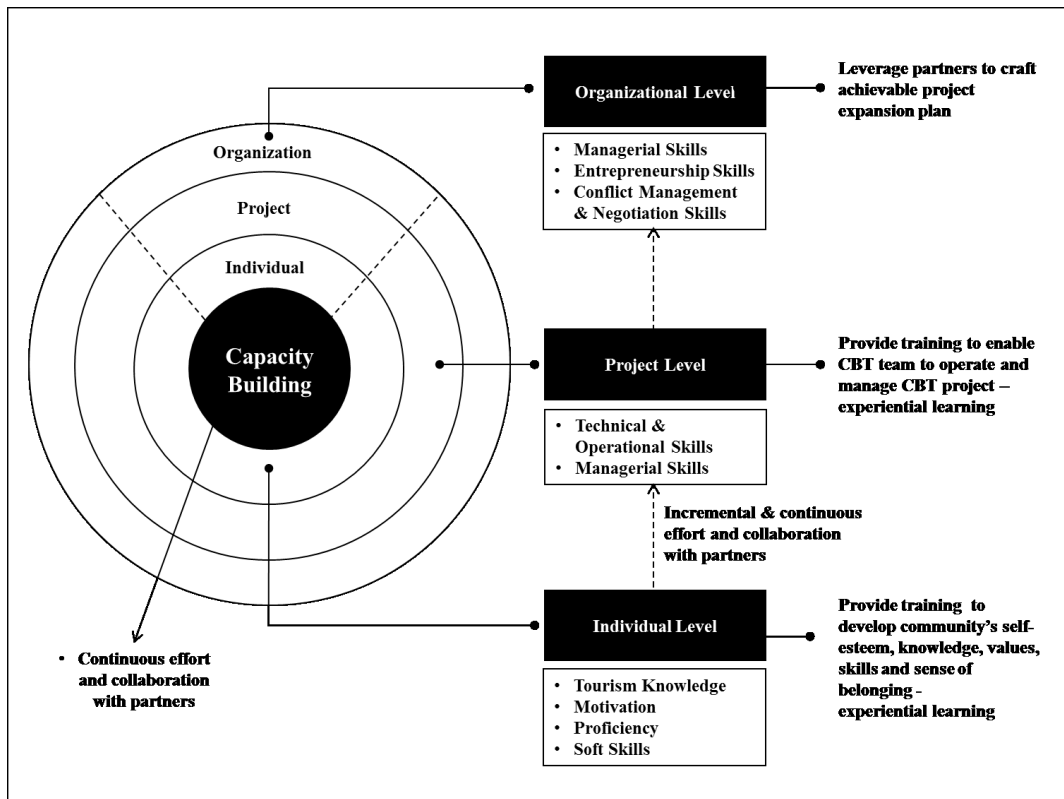 Organization
Project
Individual
Capacity
Building
• Continuous effort
and collaboration
with partners
Organizational Level
• Managerial Skills
• Entrepreneurship Skills
• Conflict Management
& Negotiation Skills
Leverage partners to craft
achievable project
expansion plan
Project Level
• Technical &
Operational Skills
• Managerial Skills
Provide training to enable
CBT team to operate and
manage CBT project –
experiential learning
Incremental & continuous
effort and collaboration
with partners
Individual Level
• Tourism Knowledge
• Motivation
• Proficiency
• Soft Skills
Provide training to
develop community's self-
esteem, knowledge, values,
skills and sense of
belonging -
experiential learning